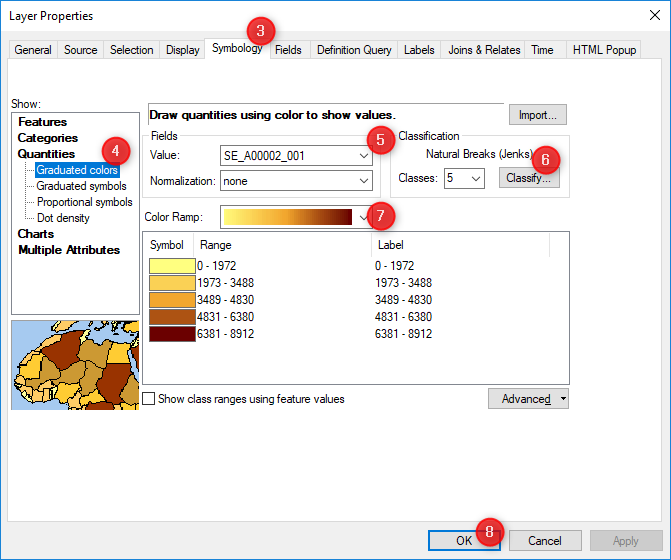 Layer Properties
3
General Source Selection Display Symbology Fields Definition Query Labels Joins & Relates Time HTML Popup
Show:
Features
Categories
Quantities
Graduated colors
Graduated symbols
Proportional symbols
Dot density
Charts
Multiple Attributes
4
Draw quantities using color to show values.
Import...
Fields
5
Value: SE_A00002_001
Normalization: none
Classification
Natural Breaks (Jenks)
6
Classes: 5 Classify...
Color Ramp:
7
Symbol Range Label
0 - 1972 0 - 1972
1973 - 3488 1973 - 3488
3489 - 4830 3489 - 4830
4831 - 6380 4831 - 6380
6381 - 8912 6381 - 8912
Show class ranges using feature values
Advanced
OK 8 Cancel Apply